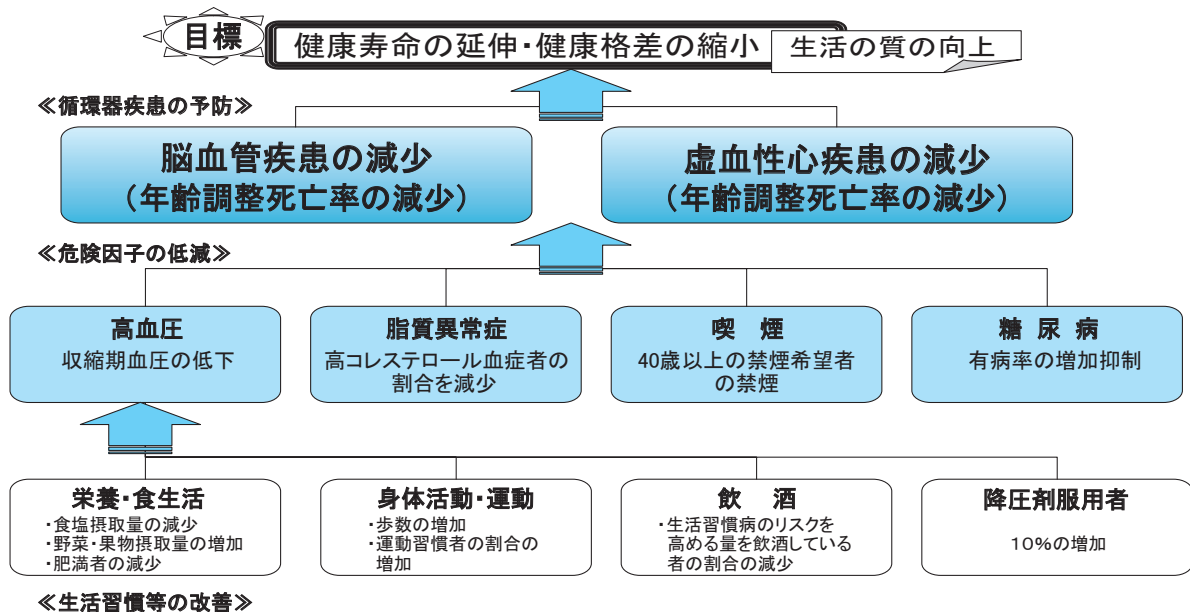 目標
健康寿命の延伸・健康格差の縮小
生活の質の向上
≪循環器疾患の予防≫
脳血管疾患の減少
（年齢調整死亡率の減少）
虚血性心疾患の減少
（年齢調整死亡率の減少）
≪危険因子の低減≫
高血圧
収縮期血圧の低下
脂質異常症
高コレステロール血症者の
割合を減少
喫 煙
40歳以上の禁煙希望者
の禁煙
糖 尿 病
有病率の増加抑制
栄養・食生活
・食塩摂取量の減少
・野菜・果物摂取量の増加
・肥満者の減少
身体活動・運動
・歩数の増加
・運動習慣者の割合の
増加
飲 酒
・生活習慣病のリスクを
高める量を飲酒している
者の割合の減少
降圧剤服用者
10%の増加
≪生活習慣等の改善≫